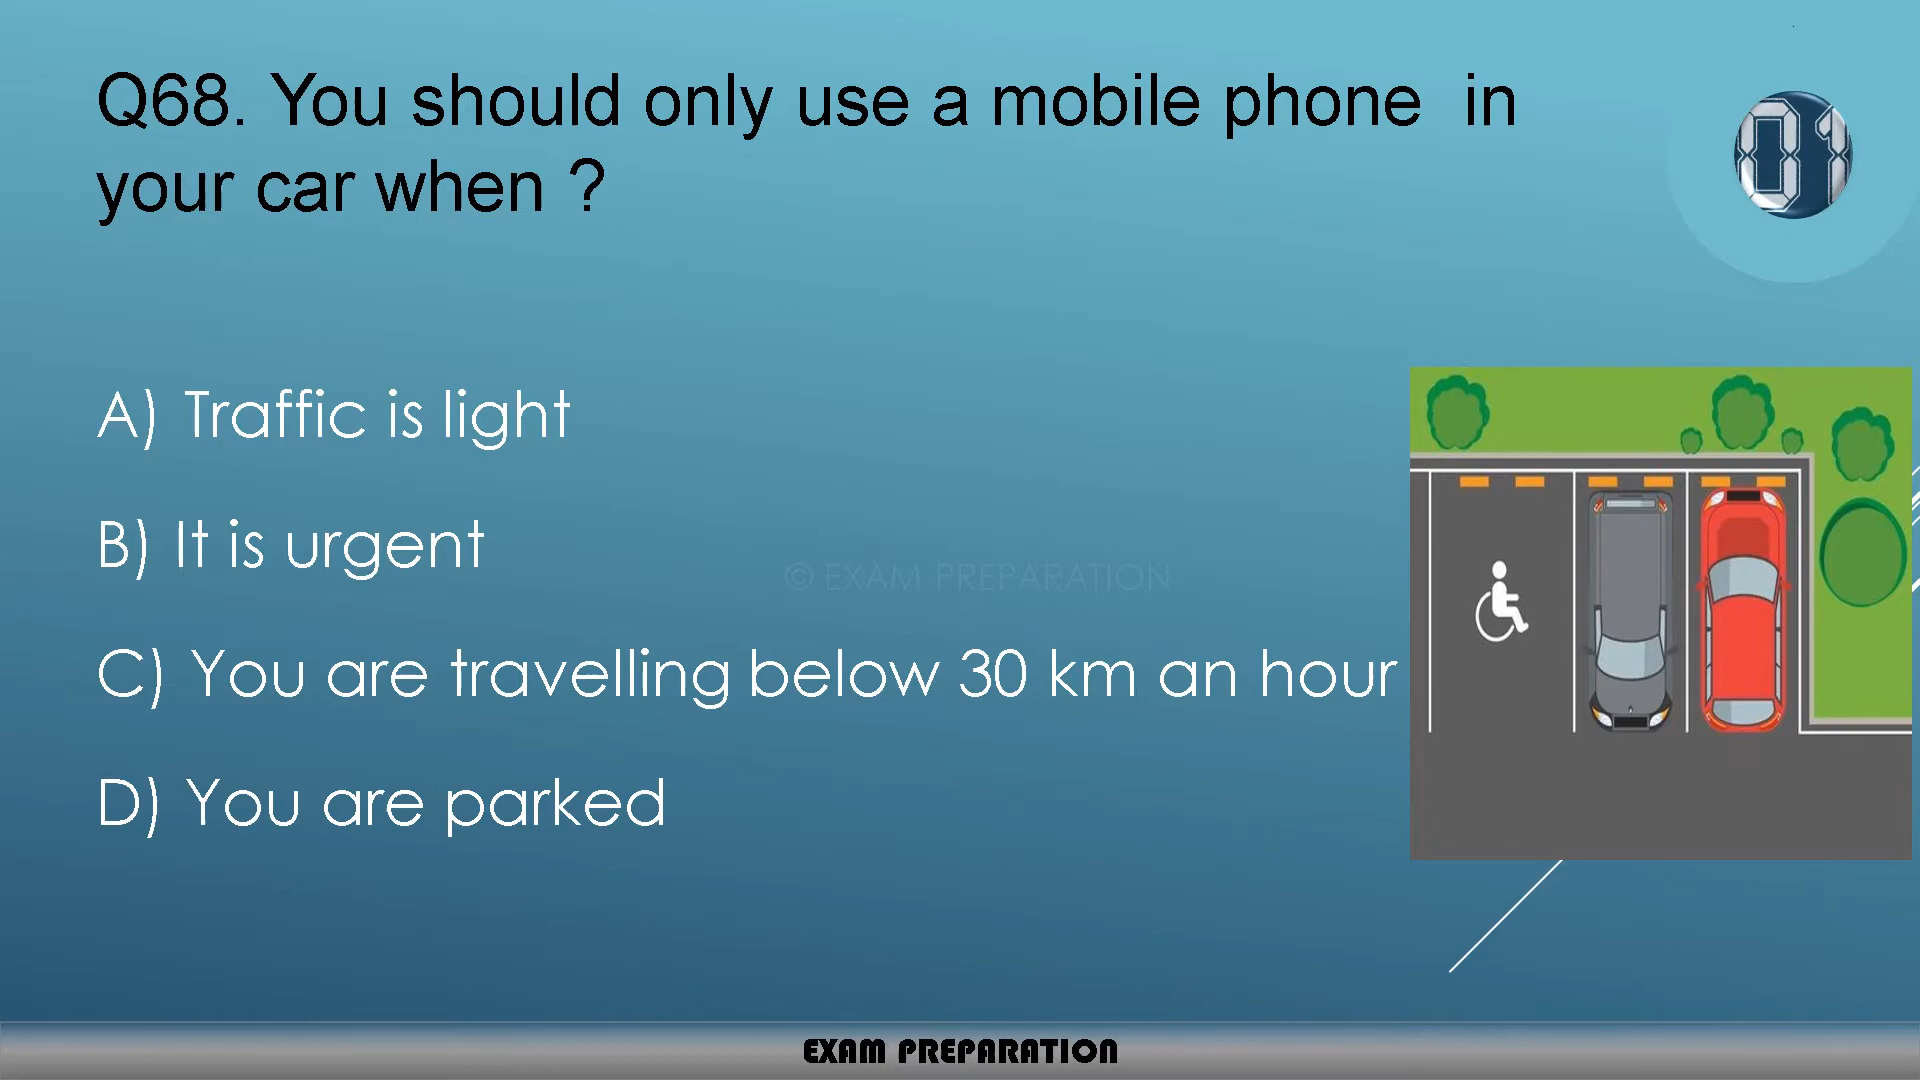 Q68. You should only use a mobile phone  in
your car when ?
01
A) Traffic is light
B) It is urgent
© EXAM PREPARATION
C) You are travelling below 30 km an hour
D) You are parked
EXAM PREPARATION